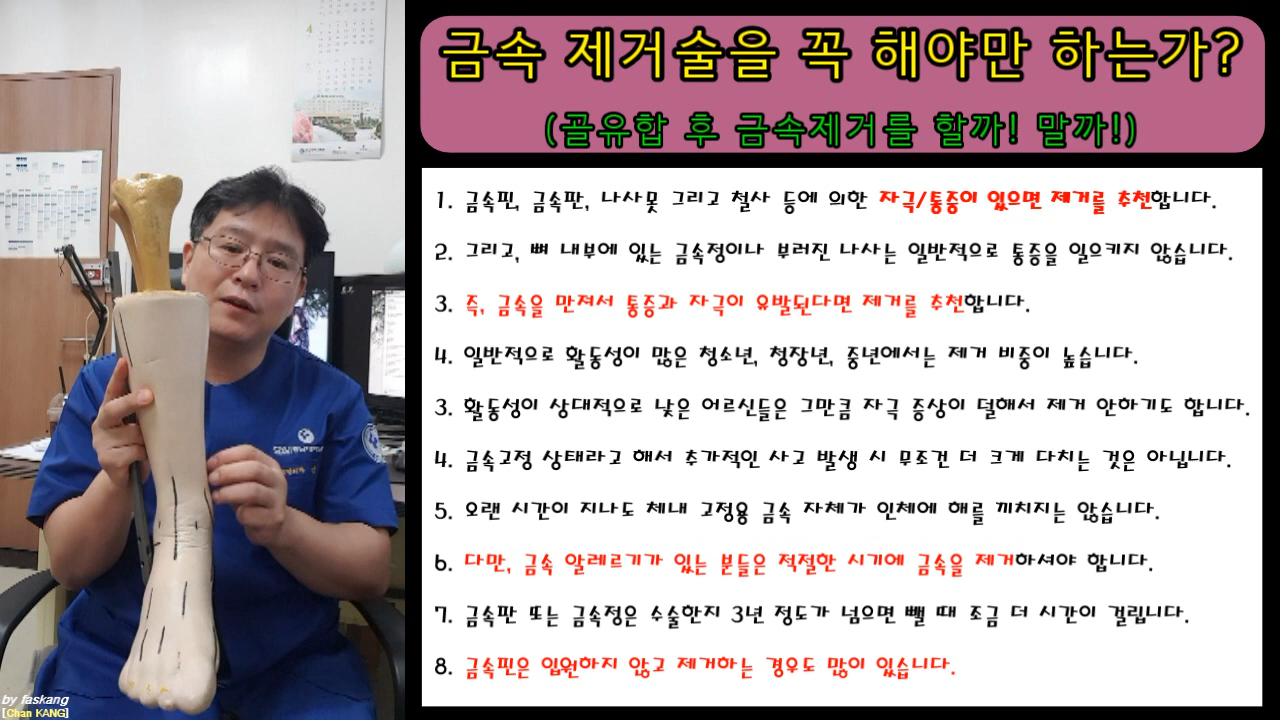 금속 제거술을 꼭 해야만 하는가?
(골유합 후 금속제거를 할까! 말까!)
1. 금속핀, 금속판, 나사못 그리고 철사 등에 의한 자극/통증이 있으면 제거를 추천합니다.
2. 그리고, 뼈 내부에 있는 금속정이나 부러진 나사는 일반적으로 통증을 일으키지 않습니다.
3. 즉, 금속을 만져서 통증과 자극이 유발된다면 제거를 추천합니다.
4. 일반적으로 활동성이 많은 청소년, 청장년, 중년에서는 제거 비중이 높습니다.
3. 활동성이 상대적으로 낮은 어르신들은 그만큼 자극 증상이 덜해서 제거 안하기도 합니다.
4. 금속고정 상태라고 해서 추가적인 사고 발생 시 무조건 더 크게 다치는 것은 아닙니다.
5. 오랜 시간이 지나도 체내 고정용 금속 자체가 인체에 해를 끼치지는 않습니다.
6. 다만, 금속 알레르기가 있는 분들은 적절한 시기에 금속을 제거하셔야 합니다.
7. 금속판 또는 금속정은 수술한지 3년 정도가 넘으면 뺄 때 조금 더 시간이 걸립니다.
8. 금속핀은 입원하지 않고 제거하는 경우도 많이 있습니다.
by faskang
[Chan KANG]